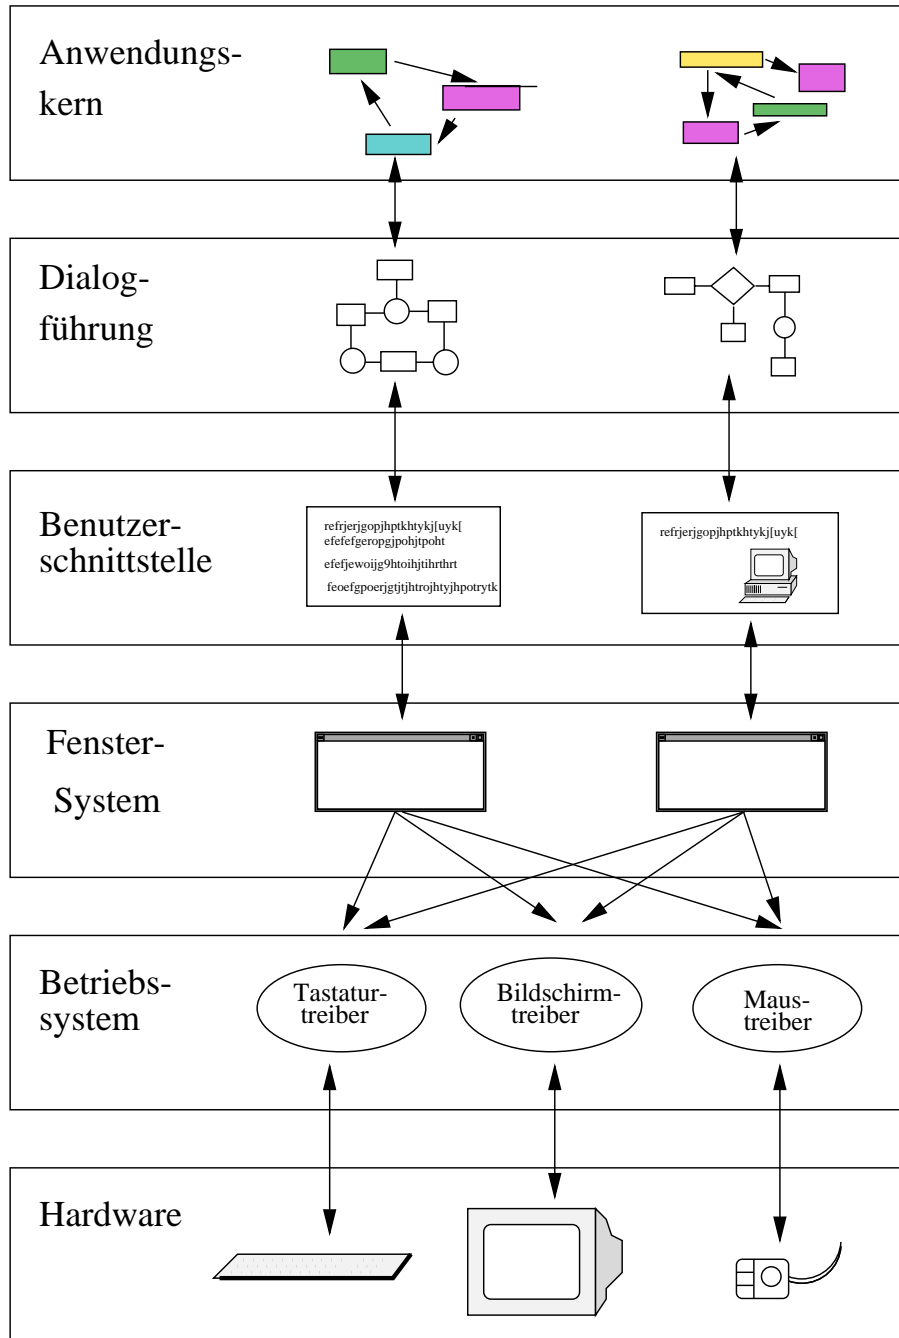 Anwendungs-
kern
Dialog-
führung
Benutzer-
schnittstelle
refrjerjgopjhptkhtykj[uyk[
efefefgeropgjpohjtpoht
efefjewoijg9htoihjtihrthrt
feoefgpoerjgtjtjhtrojhtyjhpotrytk
refrjerjgopjhptkhtykj[uyk[
Fenster-
System
Betriebs-
system
Tastatur-
treiber
Bildschirm-
treiber
Maus-
treiber
Hardware